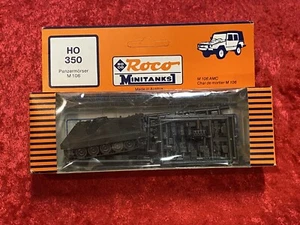 HO
350
Panzermörser
M 106
Roco
MINITANKS
Made in Austria
M 106 AMC
Char de mortier M 106